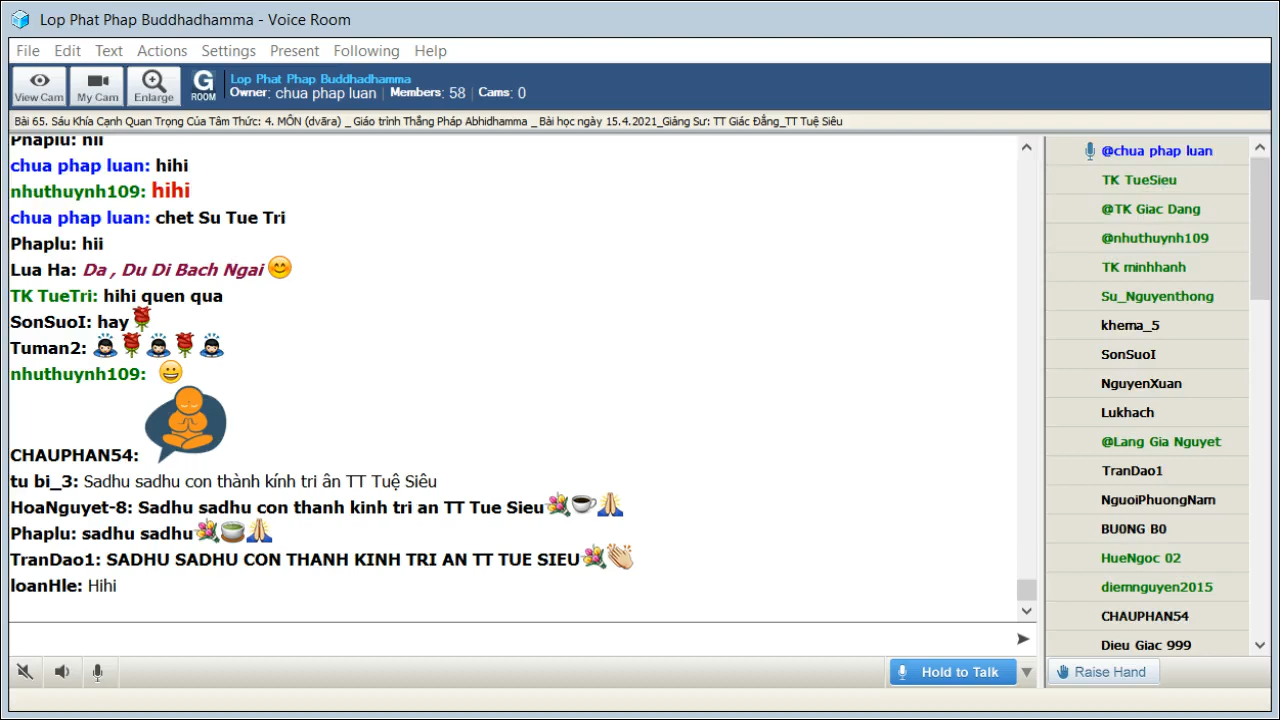 Lop Phat Phap Buddhadhamma - Voice Room
File Edit Text Actions Settings Present Following Help
View Cam My Cam Enlarge G ROOM
Lop Phat Phap Buddhadhamma
Owner: chua phap luan Members: 58 Cams: 0
Bài 65. Sáu Khía Cạnh Quan Trọng Của Tâm Thức: 4. MÔN (dvāra) _ Giáo trình Thắng Pháp Abhidhamma _ Bài học ngày 15.4.2021_Giảng Sư: TT Giác Đẳng_TT Tuệ Siêu
Phaplu: hii
chua phap luan: hihi
nhuthuynh109: hihi
chua phap luan: chet Su Tue Tri
Phaplu: hii
Lua Ha: Da , Du Di Bach Ngai
TK TueTri: hihi quen qua
SonSuoI: hay
Tuman2:
nhuthuynh109:
CHAUPHAN54:
tu bi_3: Sadhu sadhu con thành kính tri ân TT Tuệ Siêu
HoaNguyet-8: Sadhu sadhu con thanh kinh tri an TT Tue Sieu
Phaplu: sadhu sadhu
TranDao1: SADHU SADHU CON THANH KINH TRI AN TT TUE SIEU
loanHle: Hihi
@chua phap luan
TK TueSieu
@TK Giac Dang
@nhuthuynh109
TK minhhanh
Su_Nguyenthong
khema_5
SonSuoI
NguyenXuan
Lukhach
@Lang Gia Nguyet
TranDao1
NguoiPhuongNam
BU0NG B0
HueNgoc 02
diemnguyen2015
CHAUPHAN54
Dieu Giac 999
Hold to Talk
Raise Hand